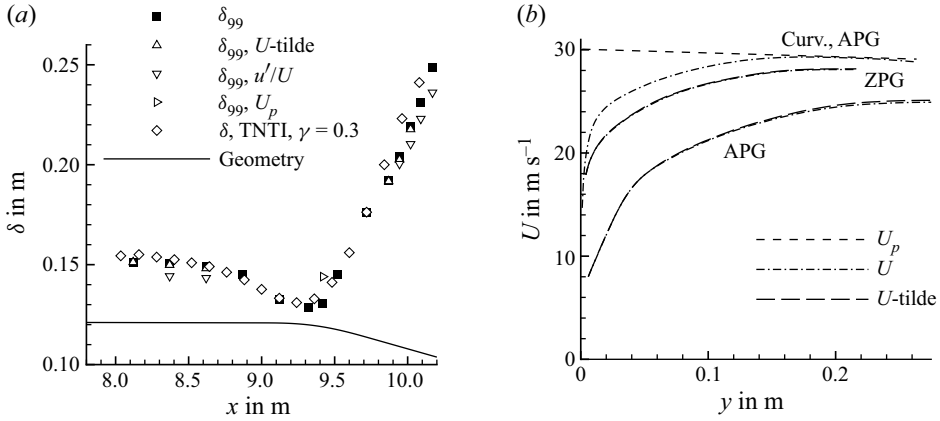 (a)
δ99
δ99, U-tilde
δ99, u′/U
δ99, Up
δ, TNTI, γ = 0.3
Geometry
0.25
0.20
0.15
0.10
δ in m
8.0 8.5 9.0 9.5 10.0
x in m
(b)
30
20
10
0
U in m s−1
Curv., APG
ZPG
APG
Up
U
U-tilde
0 0.1 0.2
y in m